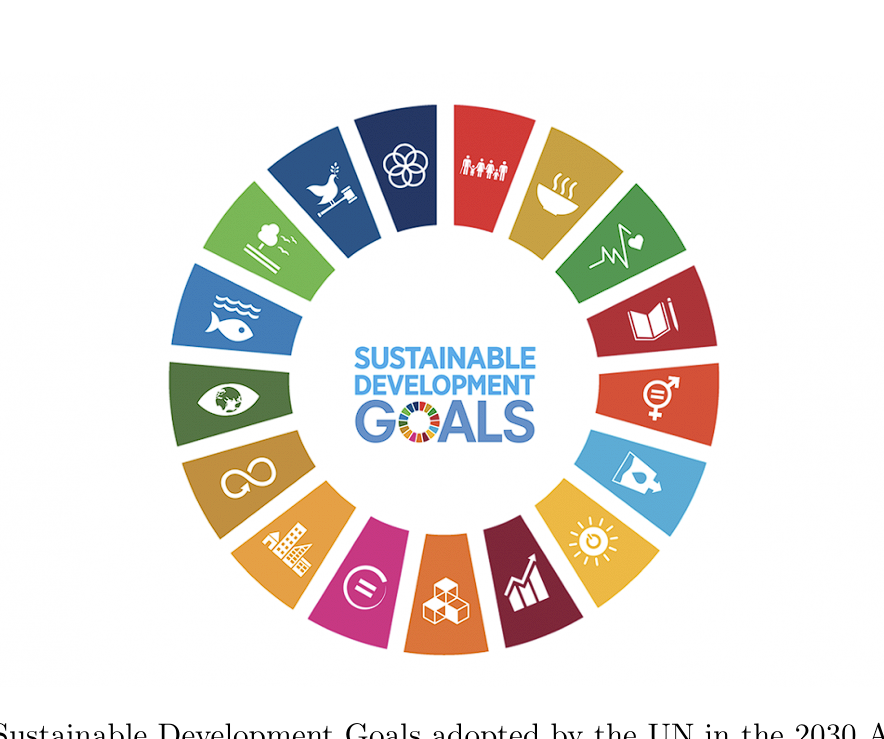 SUSTAINABLE
DEVELOPMENT
GOALS
Sustainable Development Goals adopted by the UN in the 2030 A